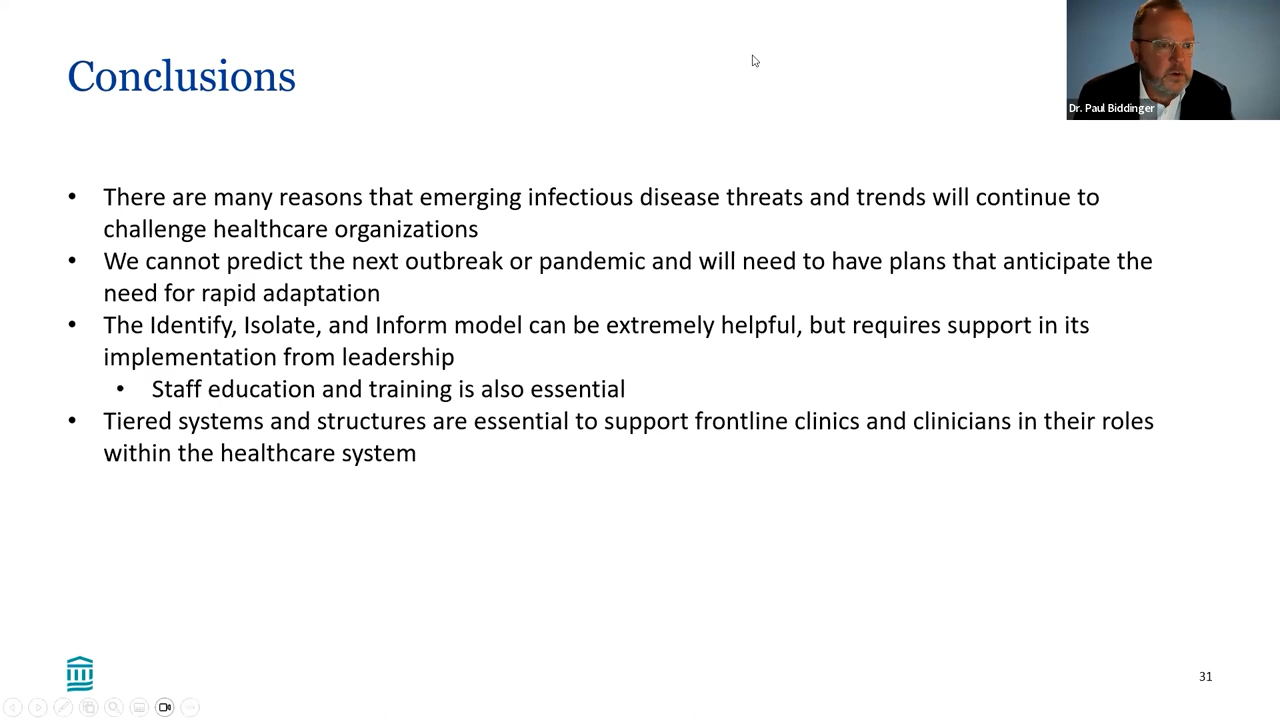 Conclusions
Dr. Paul Biddinger
• There are many reasons that emerging infectious disease threats and trends will continue to
challenge healthcare organizations
• We cannot predict the next outbreak or pandemic and will need to have plans that anticipate the
need for rapid adaptation
• The Identify, Isolate, and Inform model can be extremely helpful, but requires support in its
implementation from leadership
• Staff education and training is also essential
• Tiered systems and structures are essential to support frontline clinics and clinicians in their roles
within the healthcare system
31